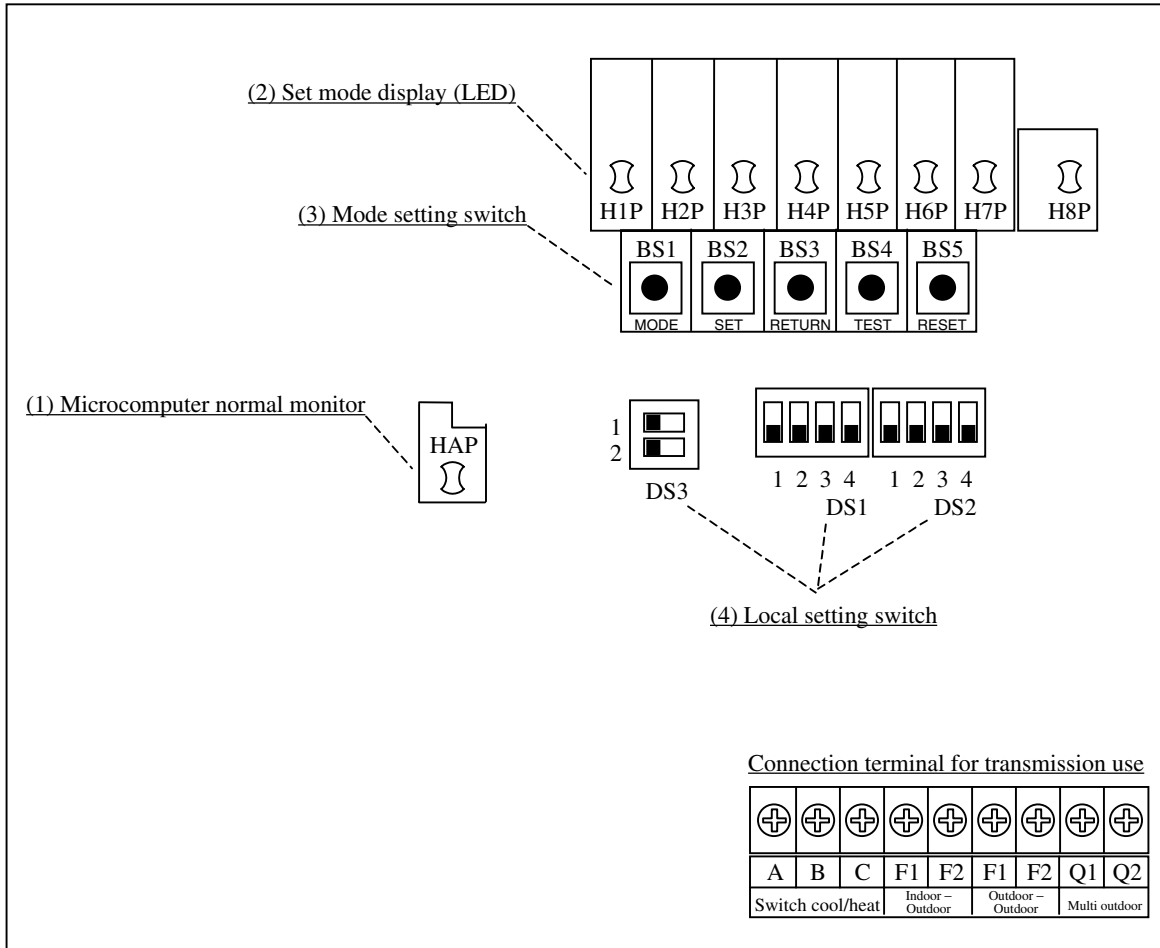 (2) Set mode display (LED)
H1P H2P H3P H4P H5P H6P H7P H8P
(3) Mode setting switch
BS1 BS2 BS3 BS4 BS5
MODE SET RETURN TEST RESET
(1) Microcomputer normal monitor
HAP
1
2
DS3
1 2 3 4 1 2 3 4
DS1 DS2
(4) Local setting switch
Connection terminal for transmission use
A B C F1 F2 F1 F2 Q1 Q2
Switch cool/heat Indoor – Outdoor Outdoor – Outdoor Multi outdoor